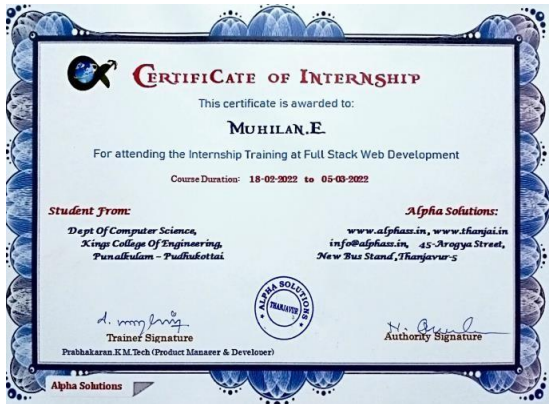 CERTIFICATE OF INTERNSHIP
This certificate is awarded to:
MUHILAN.E
For attending the Internship Training at Full Stack Web Development
Course Duration: 18-02-2022 to 05-03-2022
Student From:
Dept Of Computer Science,
Kings College Of Engineering,
Punalkulam – Pudhukottai
Alpha Solutions:
www.alphass.in, www.thanjai.in
info@alphass.in, 45-Arogya Street,
New Bus Stand, Thanjavur-5
ALPHA SOLUTIONS
THANJAVUR
Trainer Signature
Prabhakaran.K M.Tech (Product Manager & Developer)
Authority Signature
Alpha Solutions